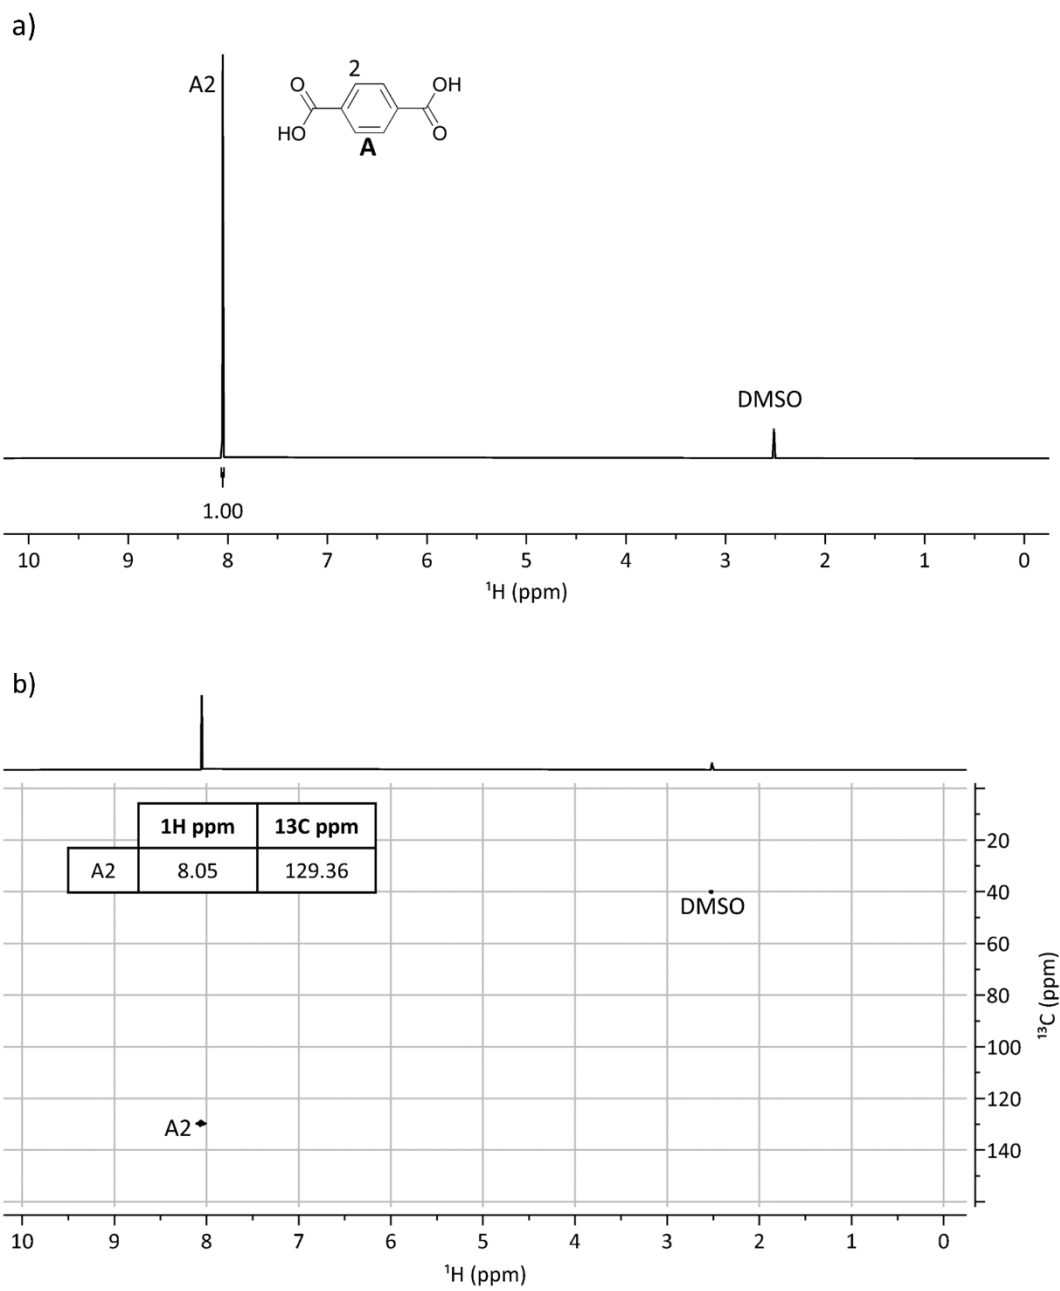 a)
A2
2
O
OH
HO
O
A
DMSO
1.00
10 9 8 7 6 5 4 3 2 1 0
¹H (ppm)
b)
1H ppm 13C ppm
A2 8.05 129.36
DMSO
A2
20
40
60
80
100
120
140
¹³C (ppm)
10 9 8 7 6 5 4 3 2 1 0
¹H (ppm)